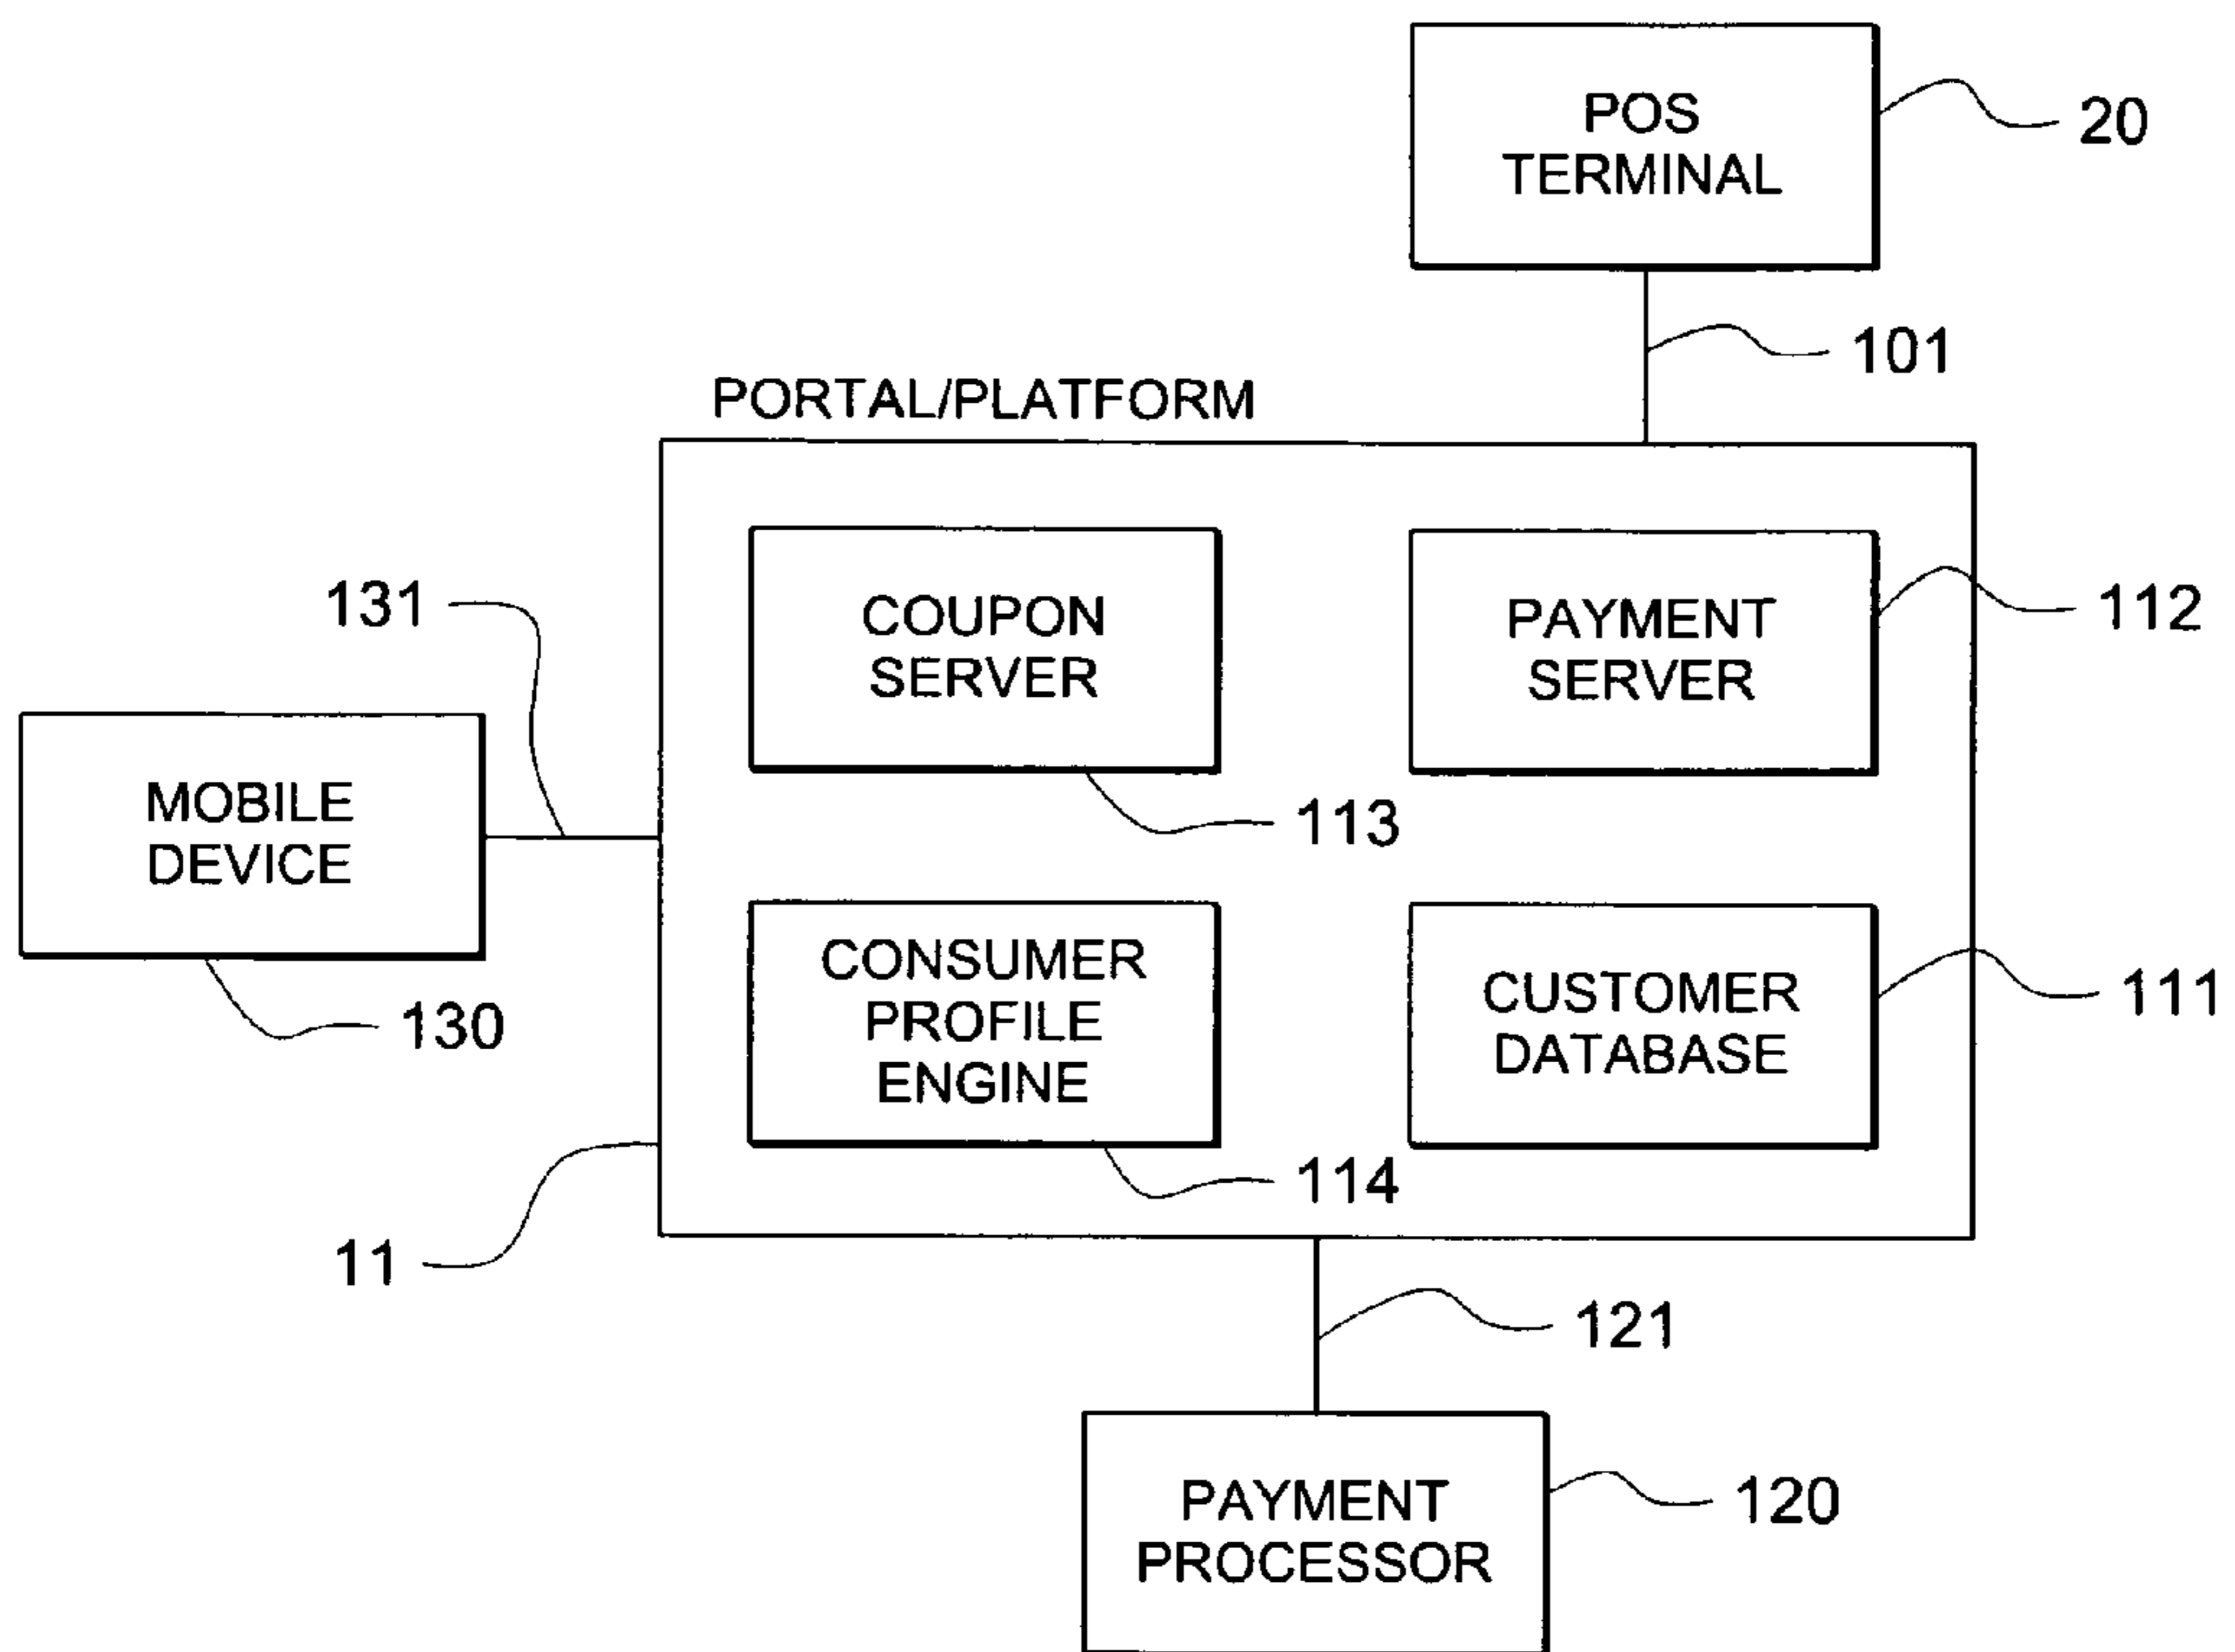 POS
TERMINAL
20
101
PORTAL/PLATFORM
COUPON
SERVER
PAYMENT
SERVER
131
112
MOBILE
DEVICE
113
CONSUMER
PROFILE
ENGINE
CUSTOMER
DATABASE
111
130
114
11
121
PAYMENT
PROCESSOR
120